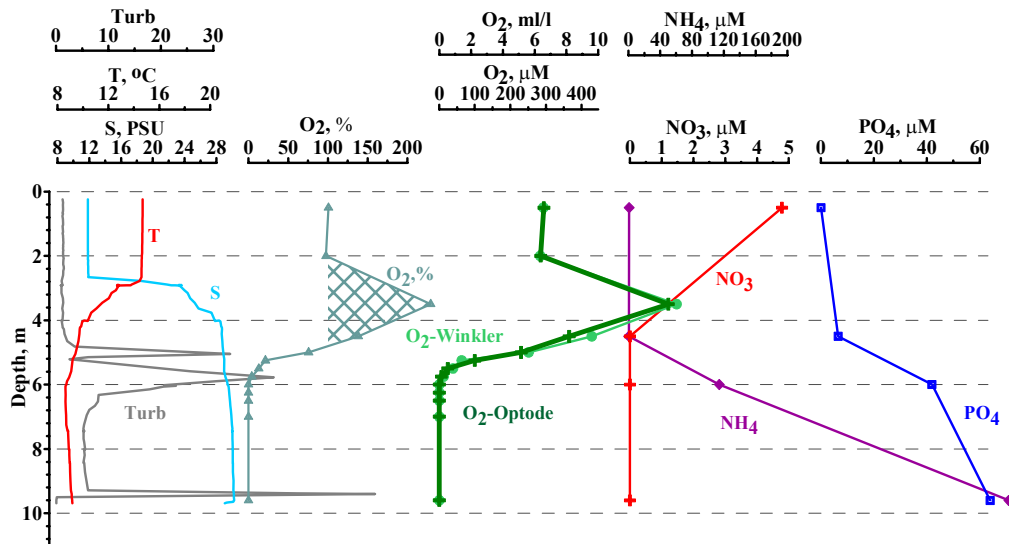 Turb
0 10 20 30
T, °C
8 12 16 20
S, PSU
8 12 16 20 24 28
O2, %
0 50 100 150 200
O2, ml/l
0 2 4 6 8 10
O2, μM
0 100 200 300 400
NH4, μM
0 40 80 120 160 200
NO3, μM
0 1 2 3 4 5
PO4, μM
0 20 40 60
Depth, m
0
2
4
6
8
10
T
S
Turb
O2,%
O2-Winkler
O2-Optode
NO3
NH4
PO4